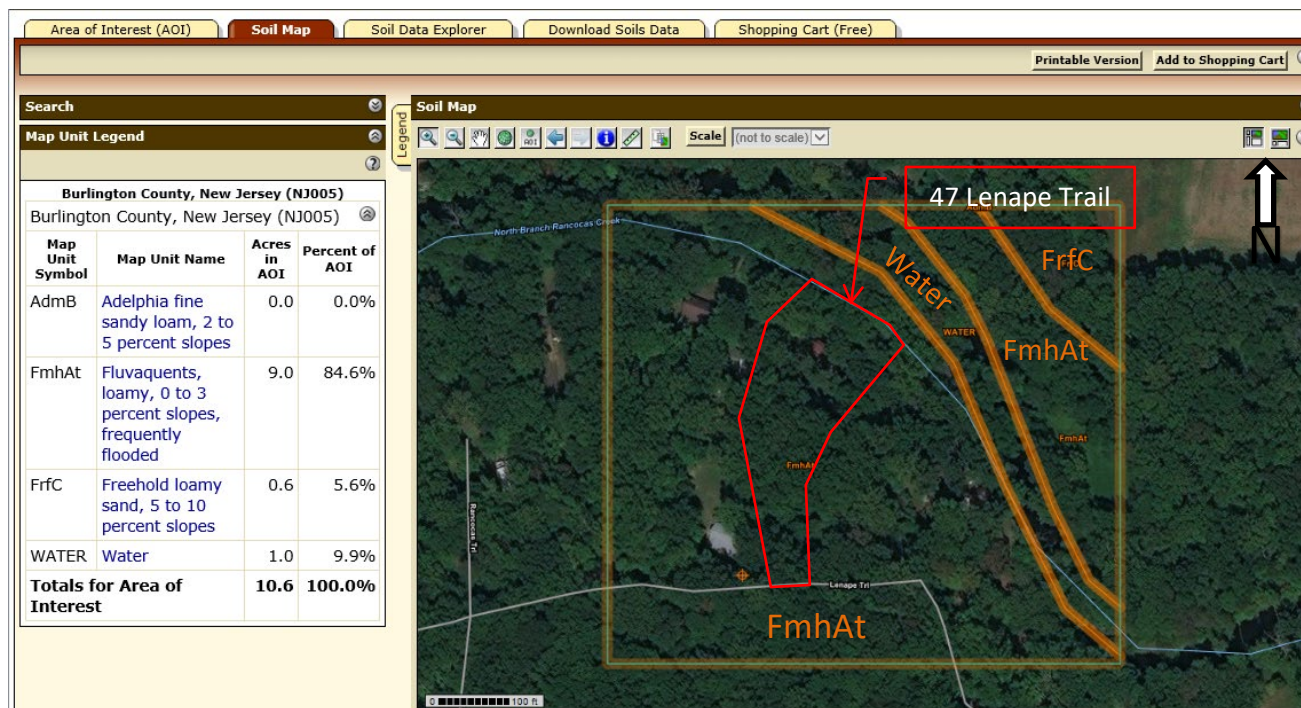 Area of Interest (AOI)
Soil Map
Soil Data Explorer
Download Soils Data
Shopping Cart (Free)
Printable Version
Add to Shopping Cart
Search
Map Unit Legend
Burlington County, New Jersey (NJ005)
Burlington County, New Jersey (NJ005)
Map Unit Symbol
Map Unit Name
Acres in AOI
Percent of AOI
AdmB
Adelphia fine sandy loam, 2 to 5 percent slopes
0.0
0.0%
FmhAt
Fluvaquents, loamy, 0 to 3 percent slopes, frequently flooded
9.0
84.6%
FrfC
Freehold loamy sand, 5 to 10 percent slopes
0.6
5.6%
WATER
Water
1.0
9.9%
Totals for Area of Interest
10.6
100.0%
Legend
Soil Map
AOI
Scale
(not to scale)
N
47 Lenape Trail
North Branch Rancocas Creek
FrfC
FrfC
Water
WATER
FmhAt
FmhAt
FmhAt
Rancocas Trl
Lenape Trl
FmhAt
0
100 ft